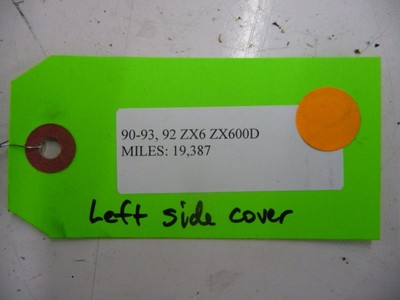 90-93, 92 ZX6 ZX600D
MILES: 19,387
Left side cover